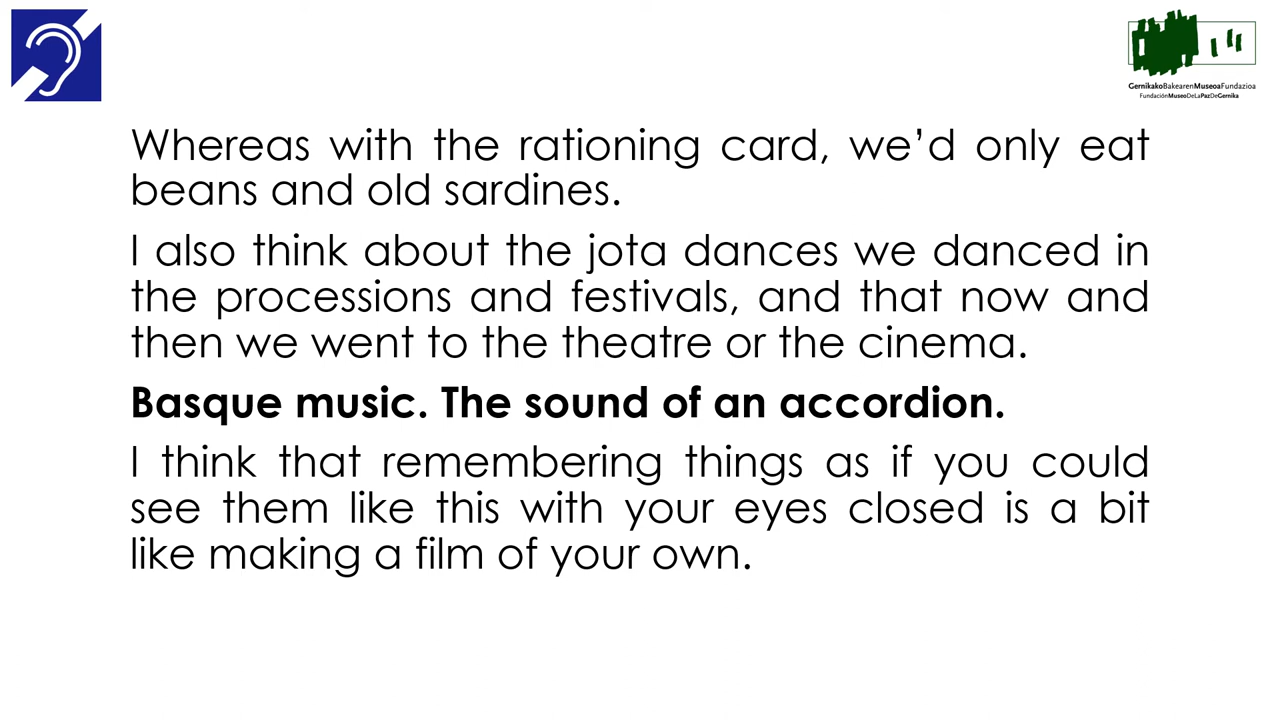 GernikakoBakearenMuseoaFundazioa
FundaciónMuseoDeLaPazDeGernika
Whereas with the rationing card, we’d only eat
beans and old sardines.
I also think about the jota dances we danced in
the processions and festivals, and that now and
then we went to the theatre or the cinema.
Basque music. The sound of an accordion.
I think that remembering things as if you could
see them like this with your eyes closed is a bit
like making a film of your own.